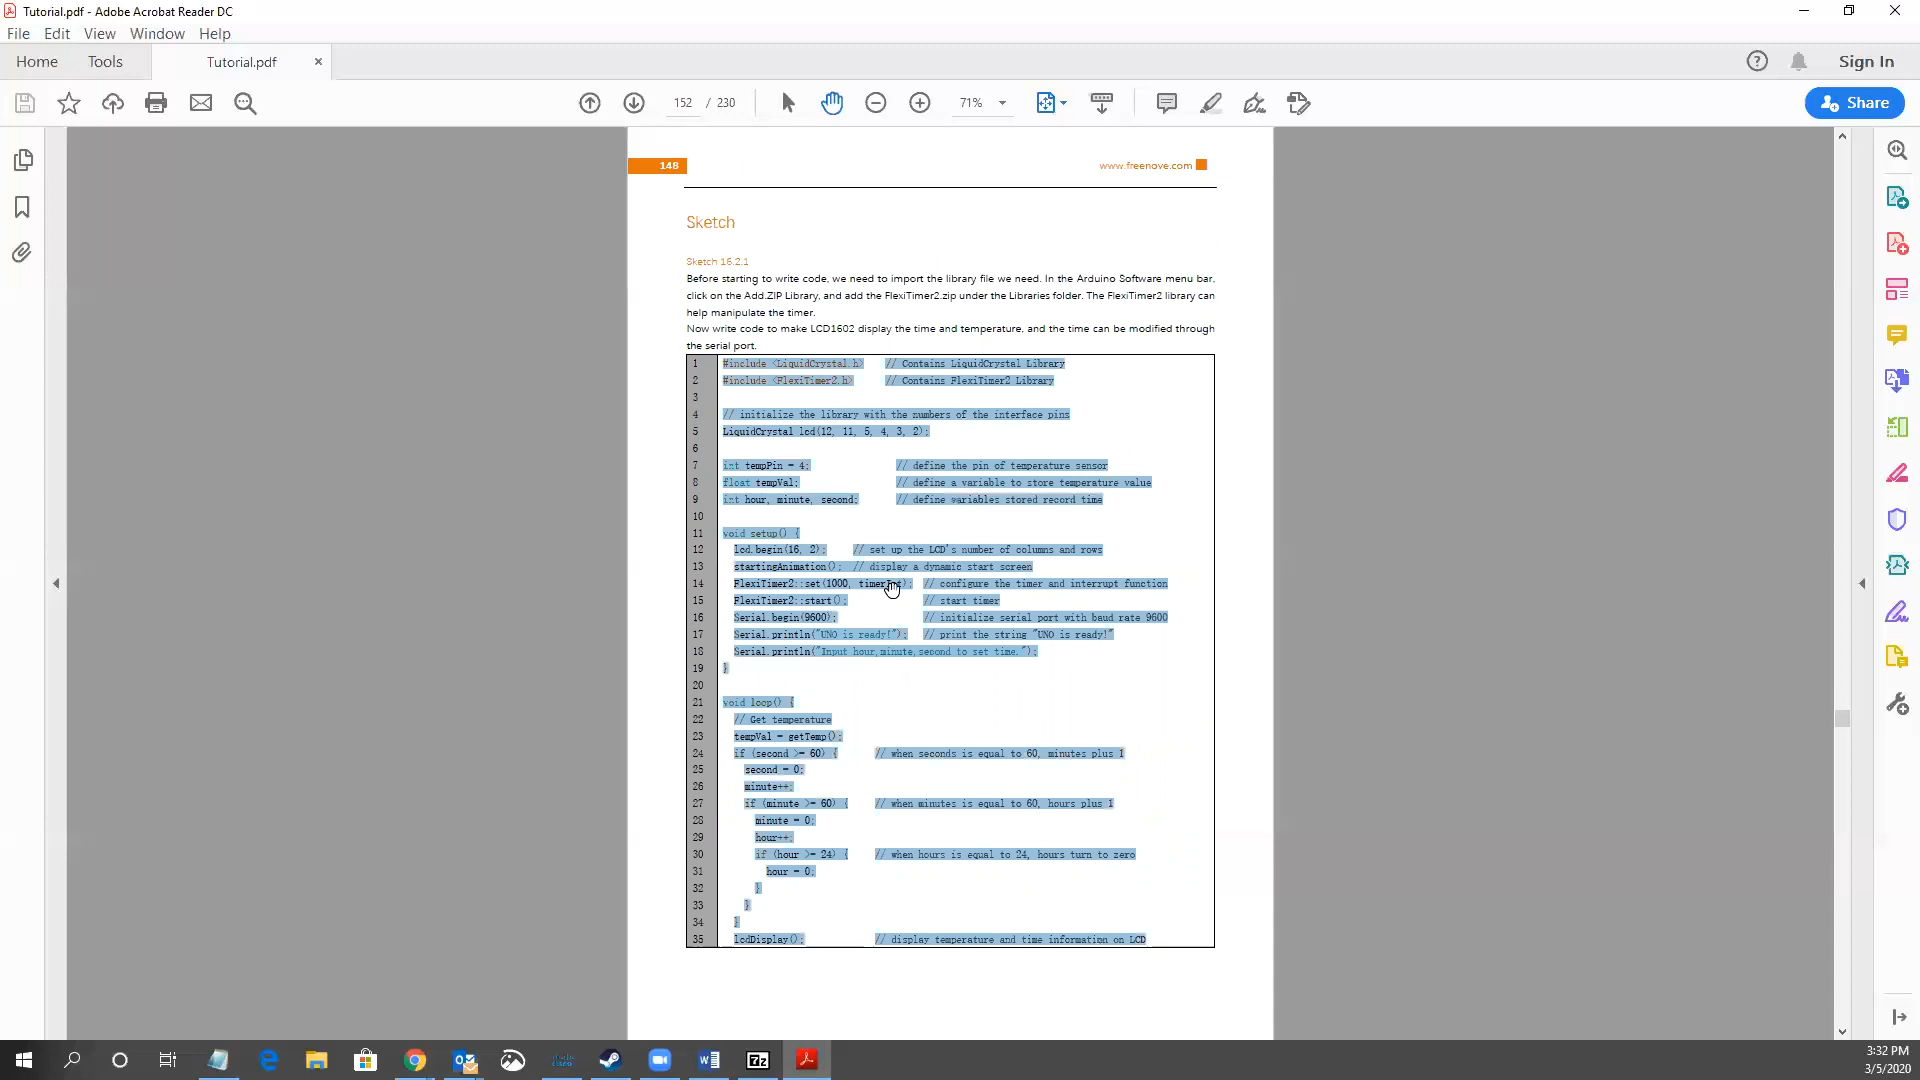 Tutorial.pdf - Adobe Acrobat Reader DC
File Edit View Window Help
Home Tools Tutorial.pdf Sign In
152 / 230 71% Share
148 www.freenove.com
Sketch
Sketch 16.2.1
Before starting to write code, we need to import the library file we need. In the Arduino Software menu bar,
click on the Add.ZIP Library, and add the FlexiTimer2.zip under the Libraries folder. The FlexiTimer2 library can
help manipulate the timer.
Now write code to make LCD1602 display the time and temperature, and the time can be modified through
the serial port.
1 #include <LiquidCrystal.h> // Contains LiquidCrystal Library
2 #include <FlexiTimer2.h> // Contains FlexiTimer2 Library
3
4 // initialize the library with the numbers of the interface pins
5 LiquidCrystal lcd(12, 11, 5, 4, 3, 2);
6
7 int tempPin = 4; // define the pin of temperature sensor
8 float tempVal; // define a variable to store temperature value
9 int hour, minute, second; // define variables stored record time
10
11 void setup() {
12 lcd.begin(16, 2); // set up the LCD's number of columns and rows
13 startingAnimation(); // display a dynamic start screen
14 FlexiTimer2::set(1000, timerInt); // configure the timer and interrupt function
15 FlexiTimer2::start(); // start timer
16 Serial.begin(9600); // initialize serial port with baud rate 9600
17 Serial.println("UNO is ready!"); // print the string "UNO is ready!"
18 Serial.println("Input hour,minute,second to set time.");
19 }
20
21 void loop() {
22 // Get temperature
23 tempVal = getTemp();
24 if (second >= 60) { // when seconds is equal to 60, minutes plus 1
25 second = 0;
26 minute++;
27 if (minute >= 60) { // when minutes is equal to 60, hours plus 1
28 minute = 0;
29 hour++;
30 if (hour >= 24) { // when hours is equal to 24, hours turn to zero
31 hour = 0;
32 }
33 }
34 }
35 lcdDisplay(); // display temperature and time information on LCD
3:32 PM
3/5/2020